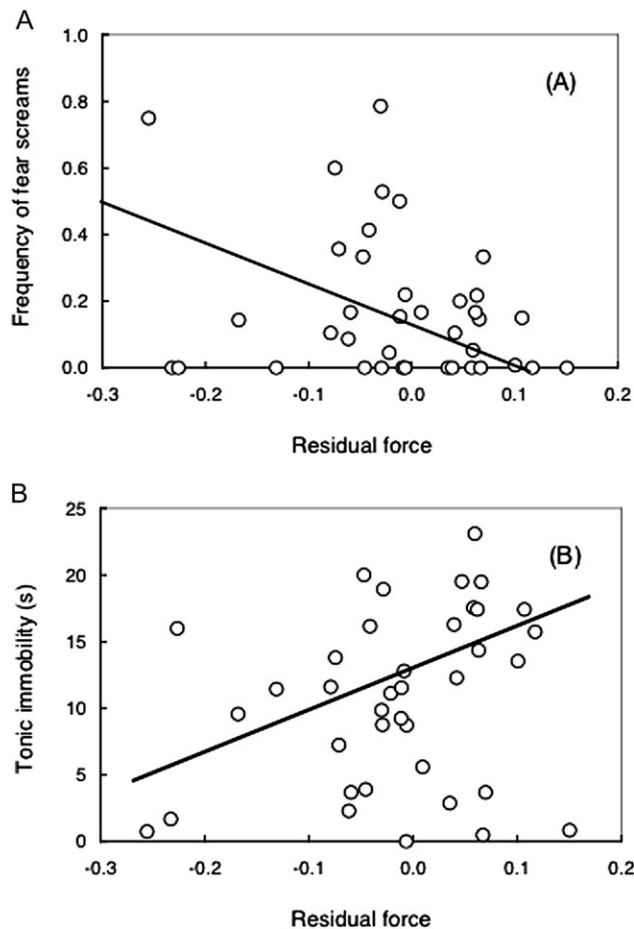 A
1.0
(A)
0.8
0.6
0.4
0.2
0.0
-0.3 -0.2 -0.1 0.0 0.1 0.2
Frequency of fear screams
Residual force
B
25
(B)
20
15
10
5
0
-0.3 -0.2 -0.1 0.0 0.1 0.2
Tonic immobility (s)
Residual force